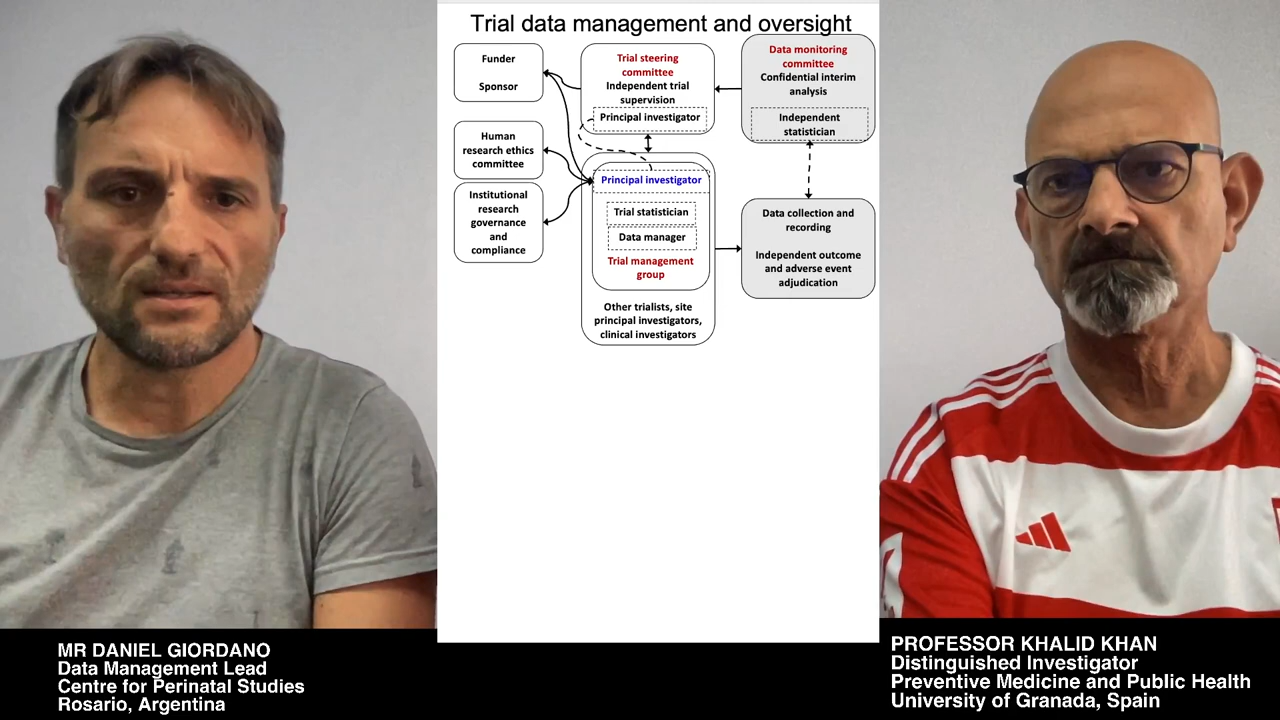 Trial data management and oversight
Funder
Sponsor
Human
research ethics
committee
Institutional
research
governance
and
compliance
Trial steering
committee
Independent trial
supervision
Principal investigator
Principal investigator
Trial statistician
Data manager
Trial management
group
Other trialists, site
principal investigators,
clinical investigators
Data monitoring
committee
Confidential interim
analysis
Independent
statistician
Data collection and
recording
Independent outcome
and adverse event
adjudication
MR DANIEL GIORDANO
Data Management Lead
Centre for Perinatal Studies
Rosario, Argentina
PROFESSOR KHALID KHAN
Distinguished Investigator
Preventive Medicine and Public Health
University of Granada, Spain